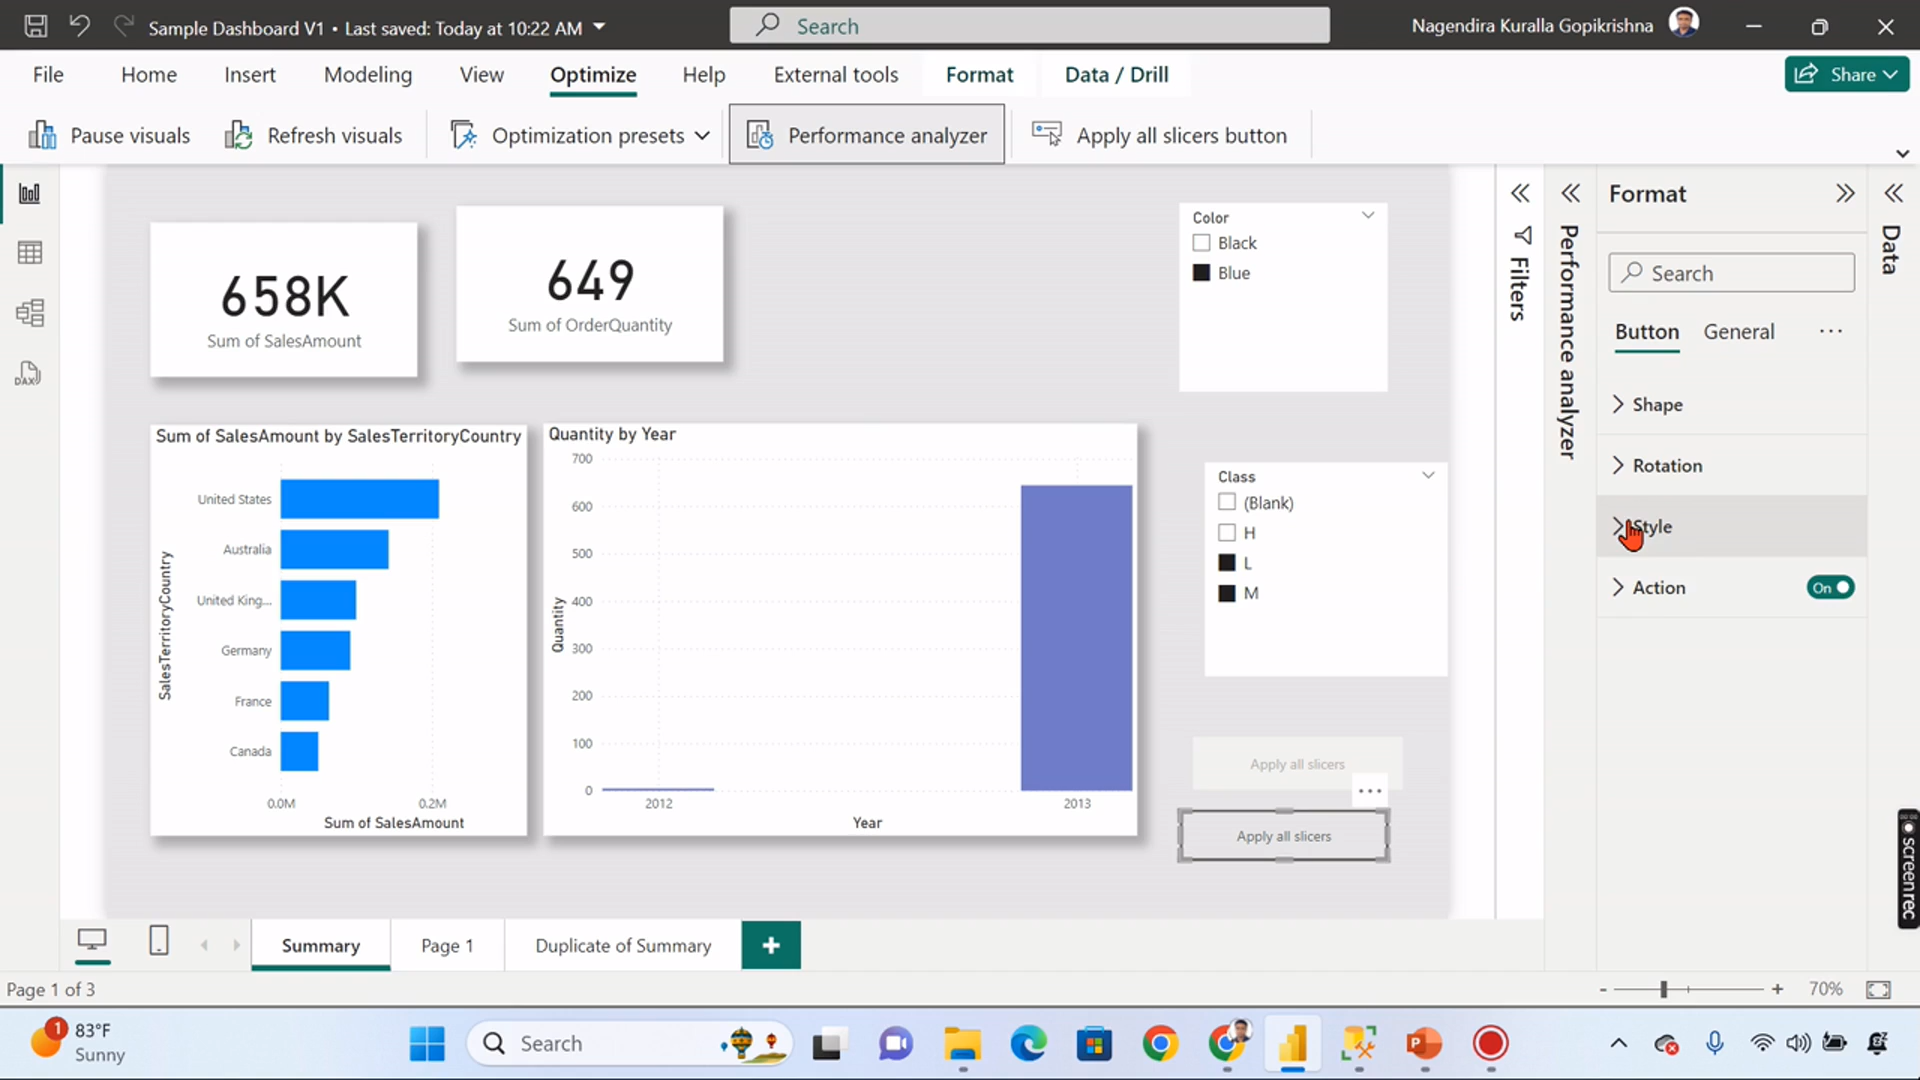 Sample Dashboard V1 • Last saved: Today at 10:22 AM
Search
Nagendira Kuralla Gopikrishna
File Home Insert Modeling View Optimize Help External tools Format Data / Drill
Share
Pause visuals Refresh visuals Optimization presets Performance analyzer Apply all slicers button
658K
Sum of SalesAmount
649
Sum of OrderQuantity
Color
Black
Blue
Sum of SalesAmount by SalesTerritoryCountry
SalesTerritoryCountry
United States
Australia
United King...
Germany
France
Canada
0.0M 0.2M
Sum of SalesAmount
Quantity by Year
Quantity
700
600
500
400
300
200
100
0
2012 2013
Year
Class
(Blank)
H
L
M
Apply all slicers
...
Apply all slicers
Filters
Performance analyzer
Format
Search
Button General ...
Shape
Rotation
Style
Action On
Data
DAX
Summary Page 1 Duplicate of Summary +
Page 1 of 3
- + 70%
1
83°F
Sunny
Search
screenrec